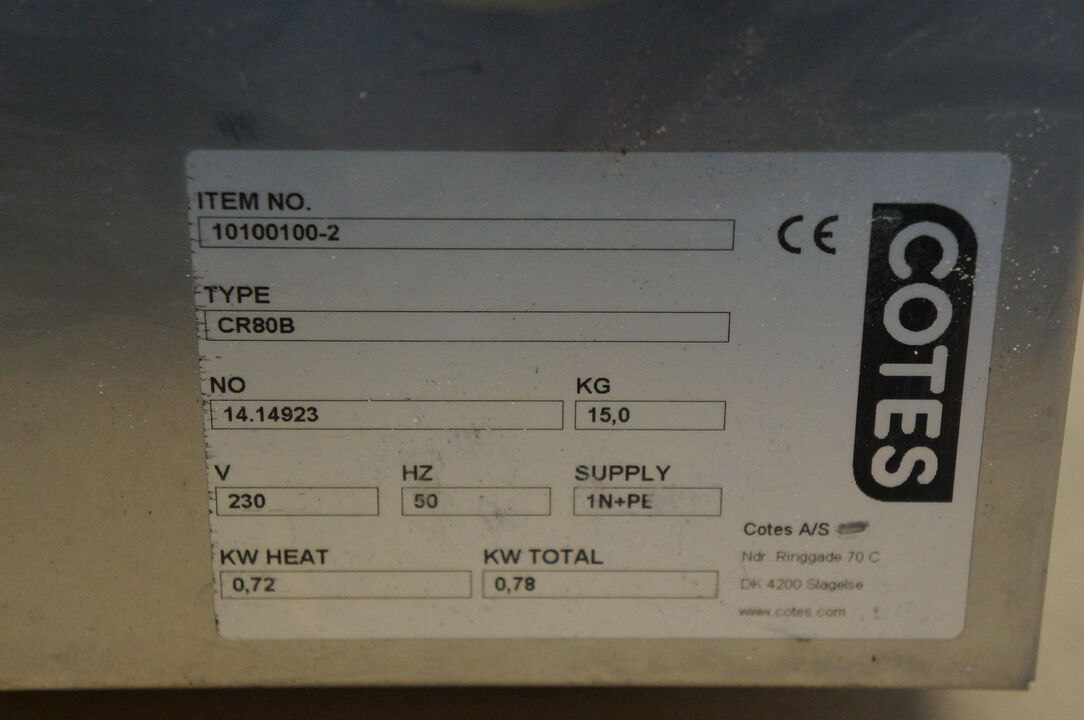 ITEM NO.
10100100-2
CE
COTES
TYPE
CR80B
NO KG
14.14923 15,0
V HZ SUPPLY
230 50 1N+PE
KW HEAT KW TOTAL
0,72 0,78
Cotes A/S
Ndr. Ringgade 70 C
DK 4200 Slagelse
www.cotes.com